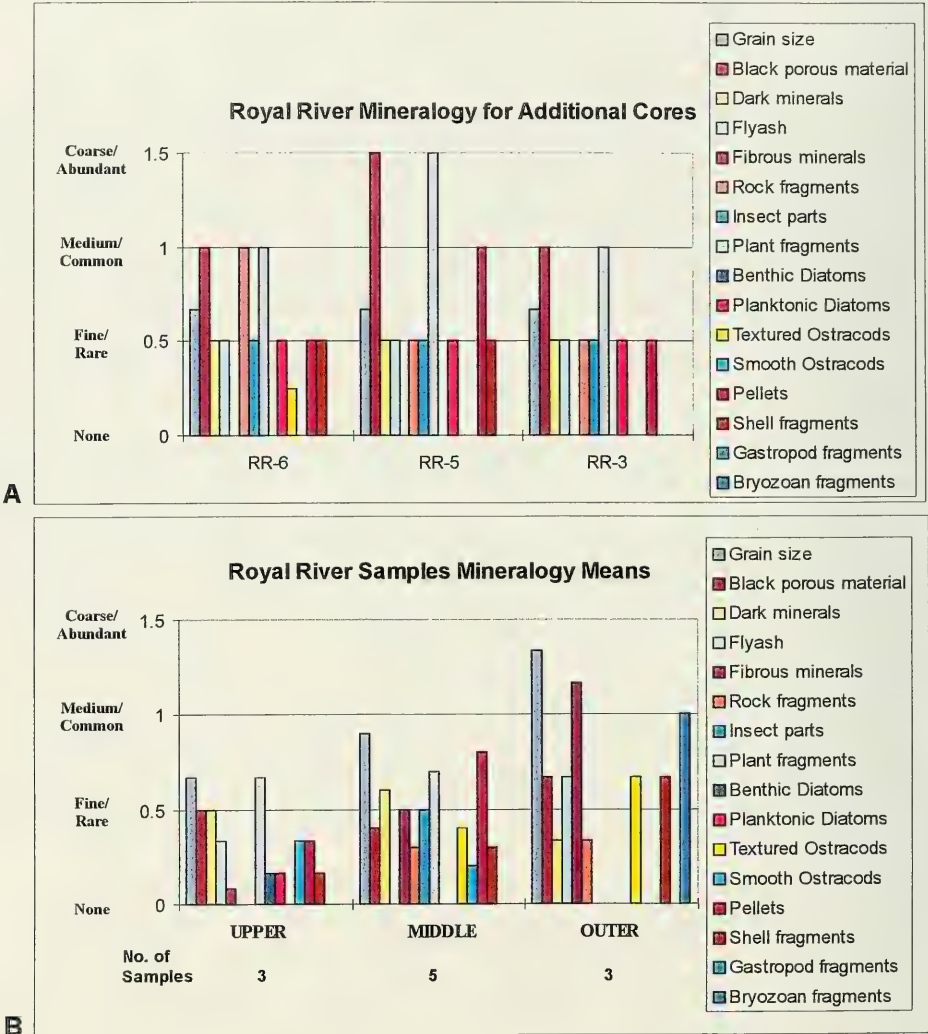 Royal River Mineralogy for Additional Cores
Coarse/
Abundant
1.5
Medium/
Common
1
Fine/
Rare
0.5
None
0
RR-6
RR-5
RR-3
Grain size
Black porous material
Dark minerals
Flyash
Fibrous minerals
Rock fragments
Insect parts
Plant fragments
Benthic Diatoms
Planktonic Diatoms
Textured Ostracods
Smooth Ostracods
Pellets
Shell fragments
Gastropod fragments
Bryozoan fragments
A
Royal River Samples Mineralogy Means
Coarse/
Abundant
1.5
Medium/
Common
1
Fine/
Rare
0.5
None
0
UPPER
MIDDLE
OUTER
No. of
Samples
3
5
3
Grain size
Black porous material
Dark minerals
Flyash
Fibrous minerals
Rock fragments
Insect parts
Plant fragments
Benthic Diatoms
Planktonic Diatoms
Textured Ostracods
Smooth Ostracods
Pellets
Shell fragments
Gastropod fragments
Bryozoan fragments
B